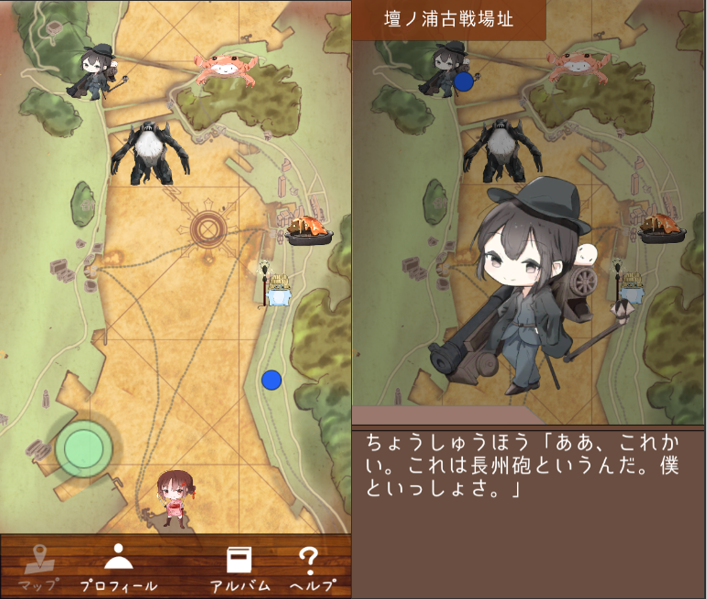 壇ノ浦古戦場址
ちょうしゅうほう「ああ、これか
い。これは長州砲というんだ。僕
といっしょさ。」
マップ
プロフィール
アルバム
ヘルプ